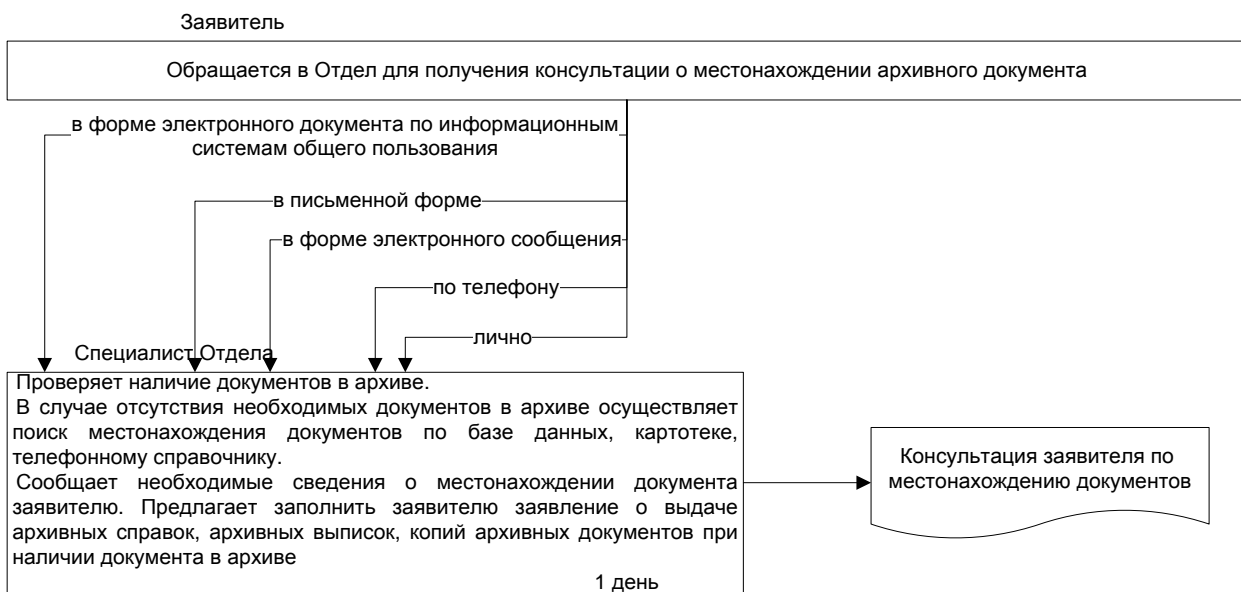 Заявитель
Обращается в Отдел для получения консультации о местонахождении архивного документа
в форме электронного документа по информационным
системам общего пользования
в письменной форме
в форме электронного сообщения
по телефону
лично
Специалист Отдела
Проверяет наличие документов в архиве.
В случае отсутствия необходимых документов в архиве осуществляет
поиск местонахождения документов по базе данных, картотеке,
телефонному справочнику.
Сообщает необходимые сведения о местонахождении документа
заявителю. Предлагает заполнить заявителю заявление о выдаче
архивных справок, архивных выписок, копий архивных документов при
наличии документа в архиве
1 день
Консультация заявителя по
местонахождению документов